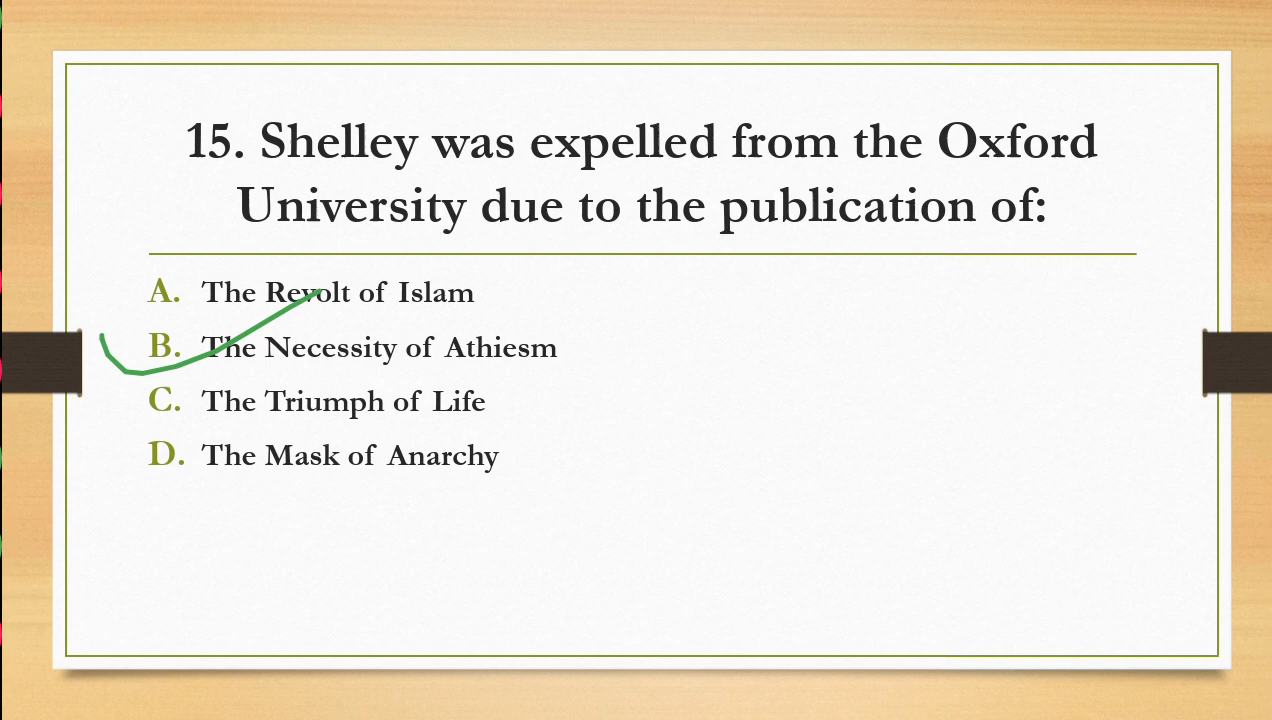 15. Shelley was expelled from the Oxford
University due to the publication of:
A. The Revolt of Islam
B. The Necessity of Athiesm
C. The Triumph of Life
D. The Mask of Anarchy